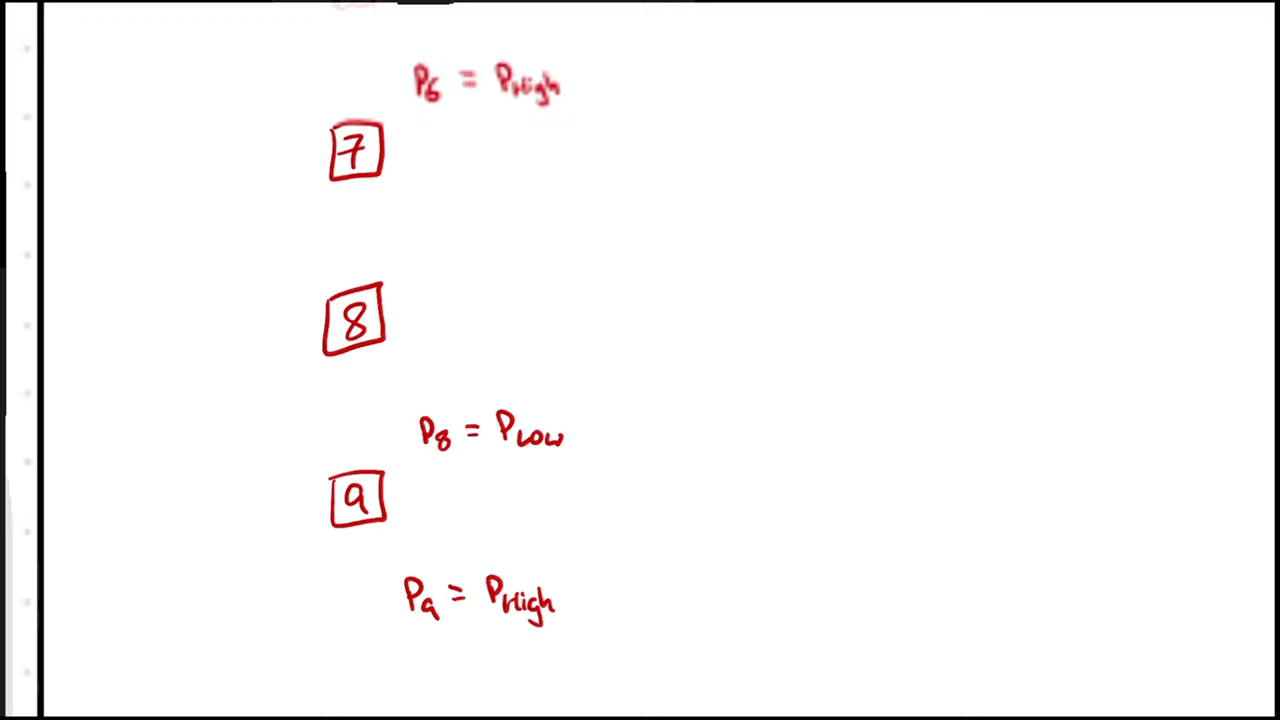 P6 = PHigh
7
8
P8 = PLow
9
P9 = PHigh